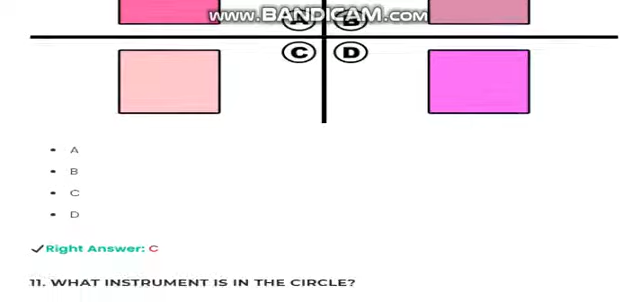 www.BANDICAM.com
A B
C D
A
B
C
D
✓Right Answer: C
11. WHAT INSTRUMENT IS IN THE CIRCLE?